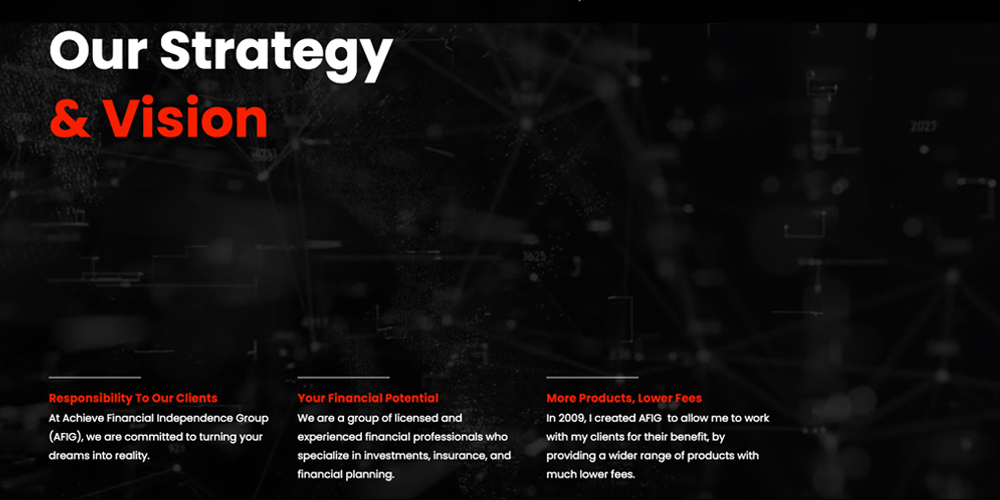 Our Strategy
& Vision
Responsibility To Our Clients
At Achieve Financial Independence Group
(AFIG), we are committed to turning your
dreams into reality.
Your Financial Potential
We are a group of licensed and
experienced financial professionals who
specialize in investments, insurance, and
financial planning.
More Products, Lower Fees
In 2009, I created AFIG to allow me to work
with my clients for their benefit, by
providing a wider range of products with
much lower fees.
2027
3625